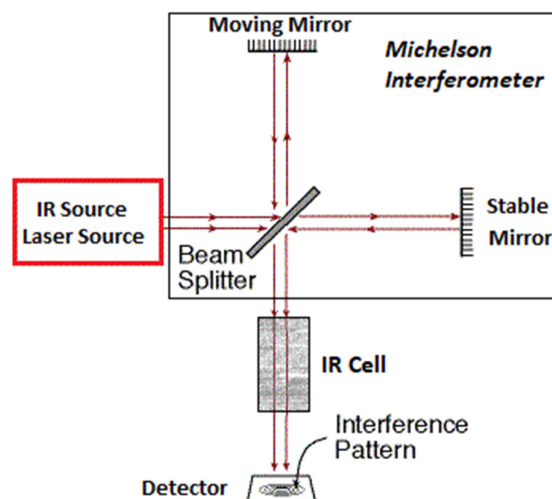 Moving Mirror
Michelson
Interferometer
IR Source
Laser Source
Stable
Mirror
Beam
Splitter
IR Cell
Interference
Pattern
Detector